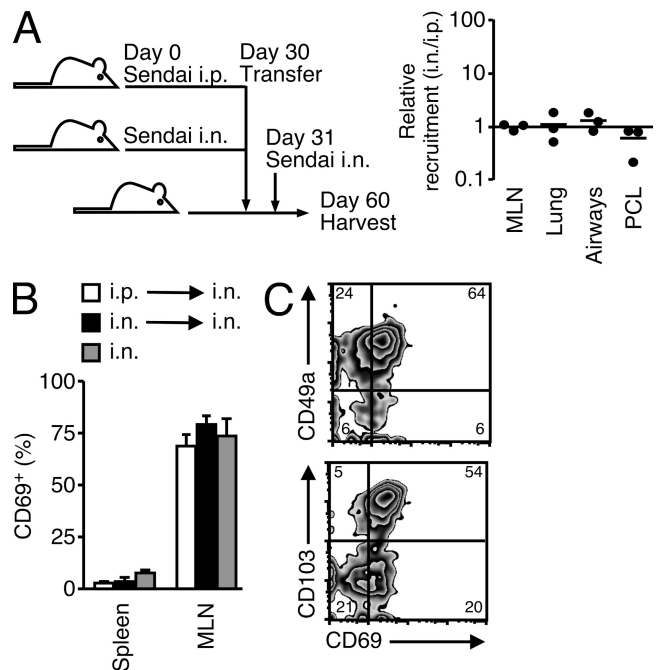 A
Day 0
Sendai i.p.
Day 30
Transfer
Sendai i.n.
Day 31
Sendai i.n.
Day 60
Harvest
Relative
recruitment (i.n./i.p.)
100
10
1
0.1
MLN
Lung
Airways
PCL
B
i.p. i.n.
i.n. i.n.
i.n.
CD69+ (%)
100
75
50
25
0
Spleen
MLN
C
CD49a
24 64
6 6
CD103
5 54
21 20
CD69